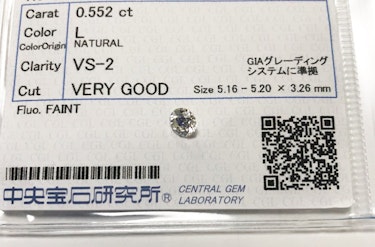 Carat 0.552 ct
Color L
ColorOrigin NATURAL
Clarity VS-2
GIAグレーディング
システムに準拠
Cut VERY GOOD Size 5.16 - 5.20 × 3.26 mm
Fluo. FAINT
中央宝石研究所® CENTRAL GEM
LABORATORY